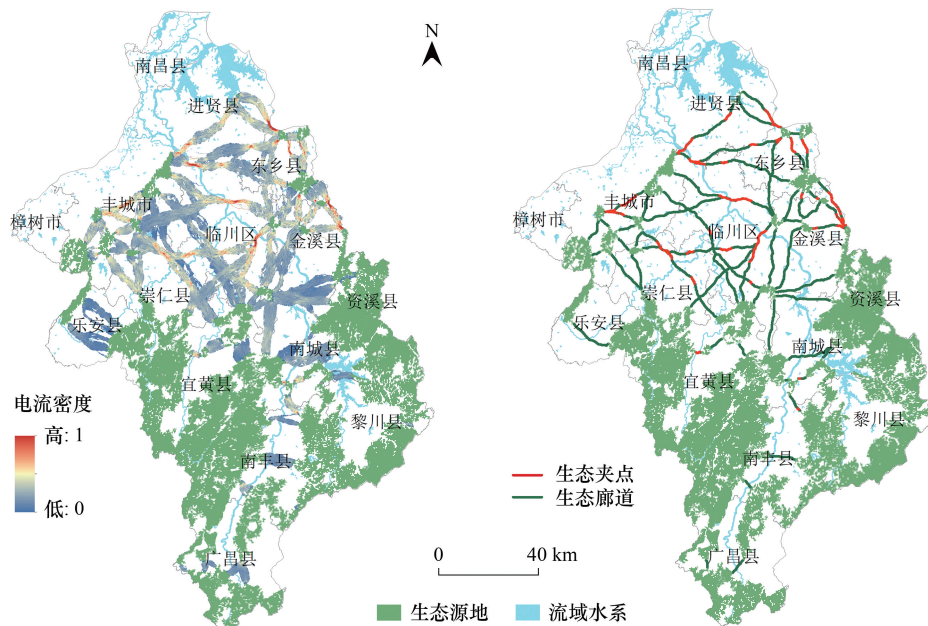 N
南昌县
进贤县
东乡县
丰城市
樟树市
临川区
金溪县
崇仁县
资溪县
乐安县
南城县
宜黄县
黎川县
南丰县
广昌县
电流密度
高: 1
低: 0
南昌县
进贤县
东乡县
丰城市
樟树市
临川区
金溪县
崇仁县
资溪县
乐安县
南城县
宜黄县
黎川县
南丰县
广昌县
生态夹点
生态廊道
0 40 km
生态源地 流域水系